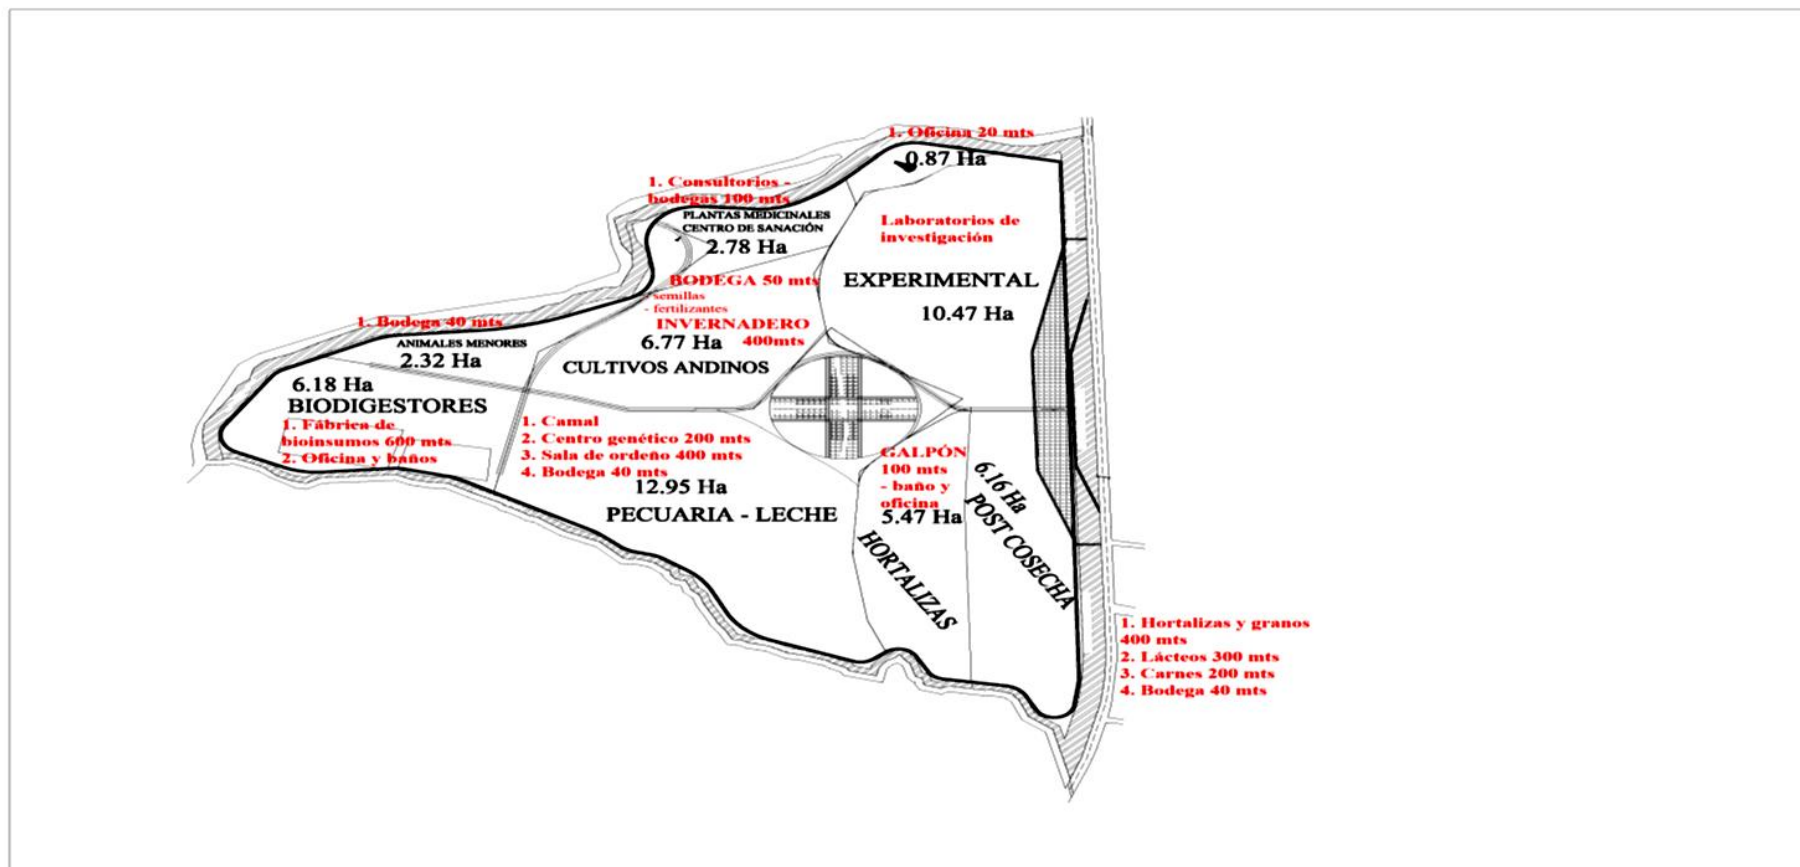 1. Oficina 20 mts
0.87 Ha
1. Consultorios -
bodegas 100 mts
PLANTAS MEDICINALES
CENTRO DE SANACIÓN
2.78 Ha
Laboratorios de
investigación
EXPERIMENTAL
10.47 Ha
BODEGA 50 mts
- semillas
- fertilizantes
INVERNADERO
400mts
6.77 Ha
CULTIVOS ANDINOS
1. Bodega 40 mts
ANIMALES MENORES
2.32 Ha
6.18 Ha
BIODIGESTORES
1. Fábrica de
bioinsumos 600 mts
2. Oficina y baños
1. Camal
2. Centro genético 200 mts
3. Sala de ordeño 400 mts
4. Bodega 40 mts
12.95 Ha
PECUARIA - LECHE
GALPÓN
100 mts
- baño y
oficina
5.47 Ha
HORTALIZAS
6.16 Ha
POST COSECHA
1. Hortalizas y granos
400 mts
2. Lácteos 300 mts
3. Carnes 200 mts
4. Bodega 40 mts